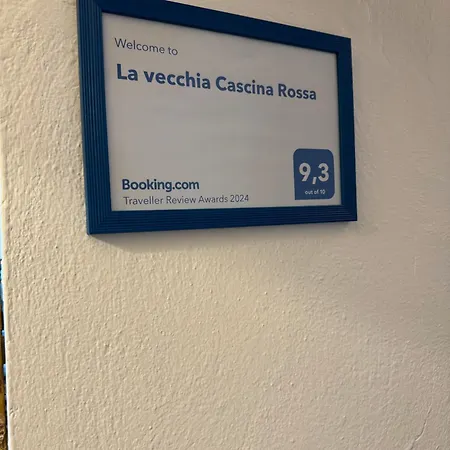 Welcome to
La vecchia Cascina Rossa
9,3
out of 10
Booking.com
Traveller Review Awards 2024